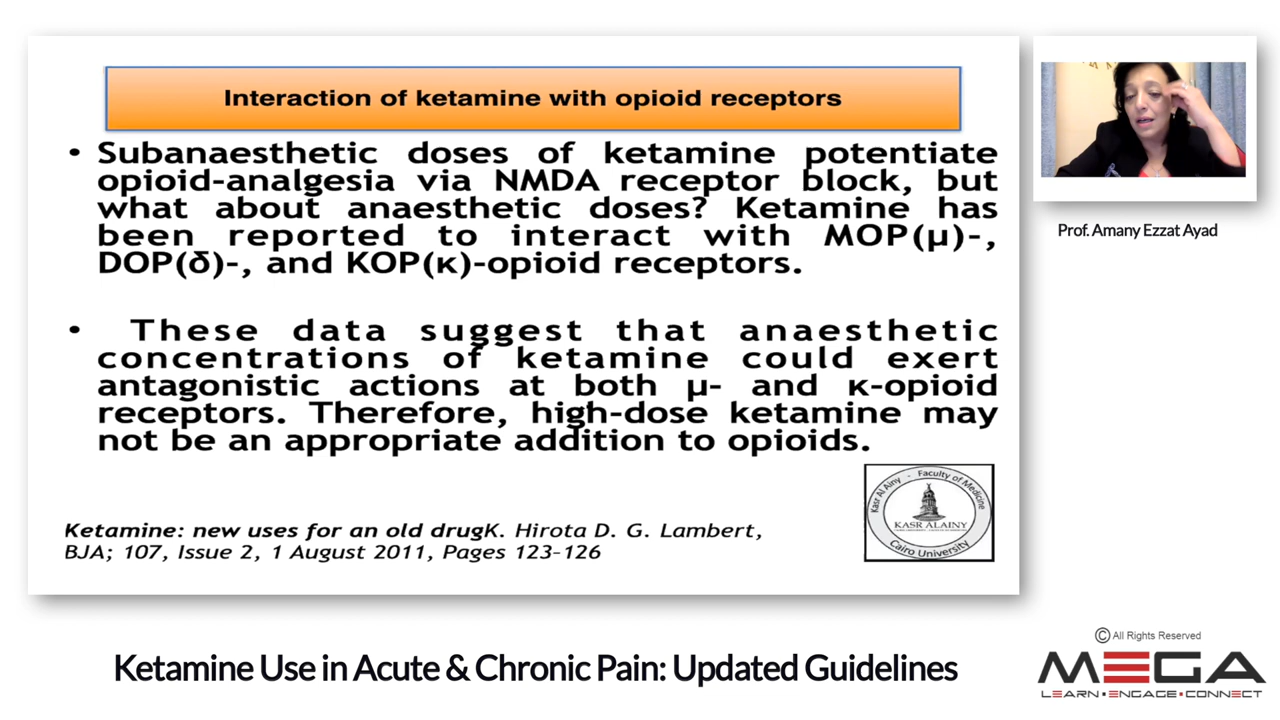 Interaction of ketamine with opioid receptors
• Subanaesthetic doses of ketamine potentiate
opioid-analgesia via NMDA receptor block, but
what about anaesthetic doses? Ketamine has
been reported to interact with MOP(μ)-,
DOP(δ)-, and KOP(κ)-opioid receptors.
• These data suggest that anaesthetic
concentrations of ketamine could exert
antagonistic actions at both μ- and κ-opioid
receptors. Therefore, high-dose ketamine may
not be an appropriate addition to opioids.
Ketamine: new uses for an old drugK. Hirota D. G. Lambert,
BJA; 107, Issue 2, 1 August 2011, Pages 123-126
Kasr Al Ainy - Faculty of Medicine
KASR ALAINY
Cairo University
Prof. Amany Ezzat Ayad
Ketamine Use in Acute & Chronic Pain: Updated Guidelines
© All Rights Reserved
MEGA
LEARN • ENGAGE • CONNECT